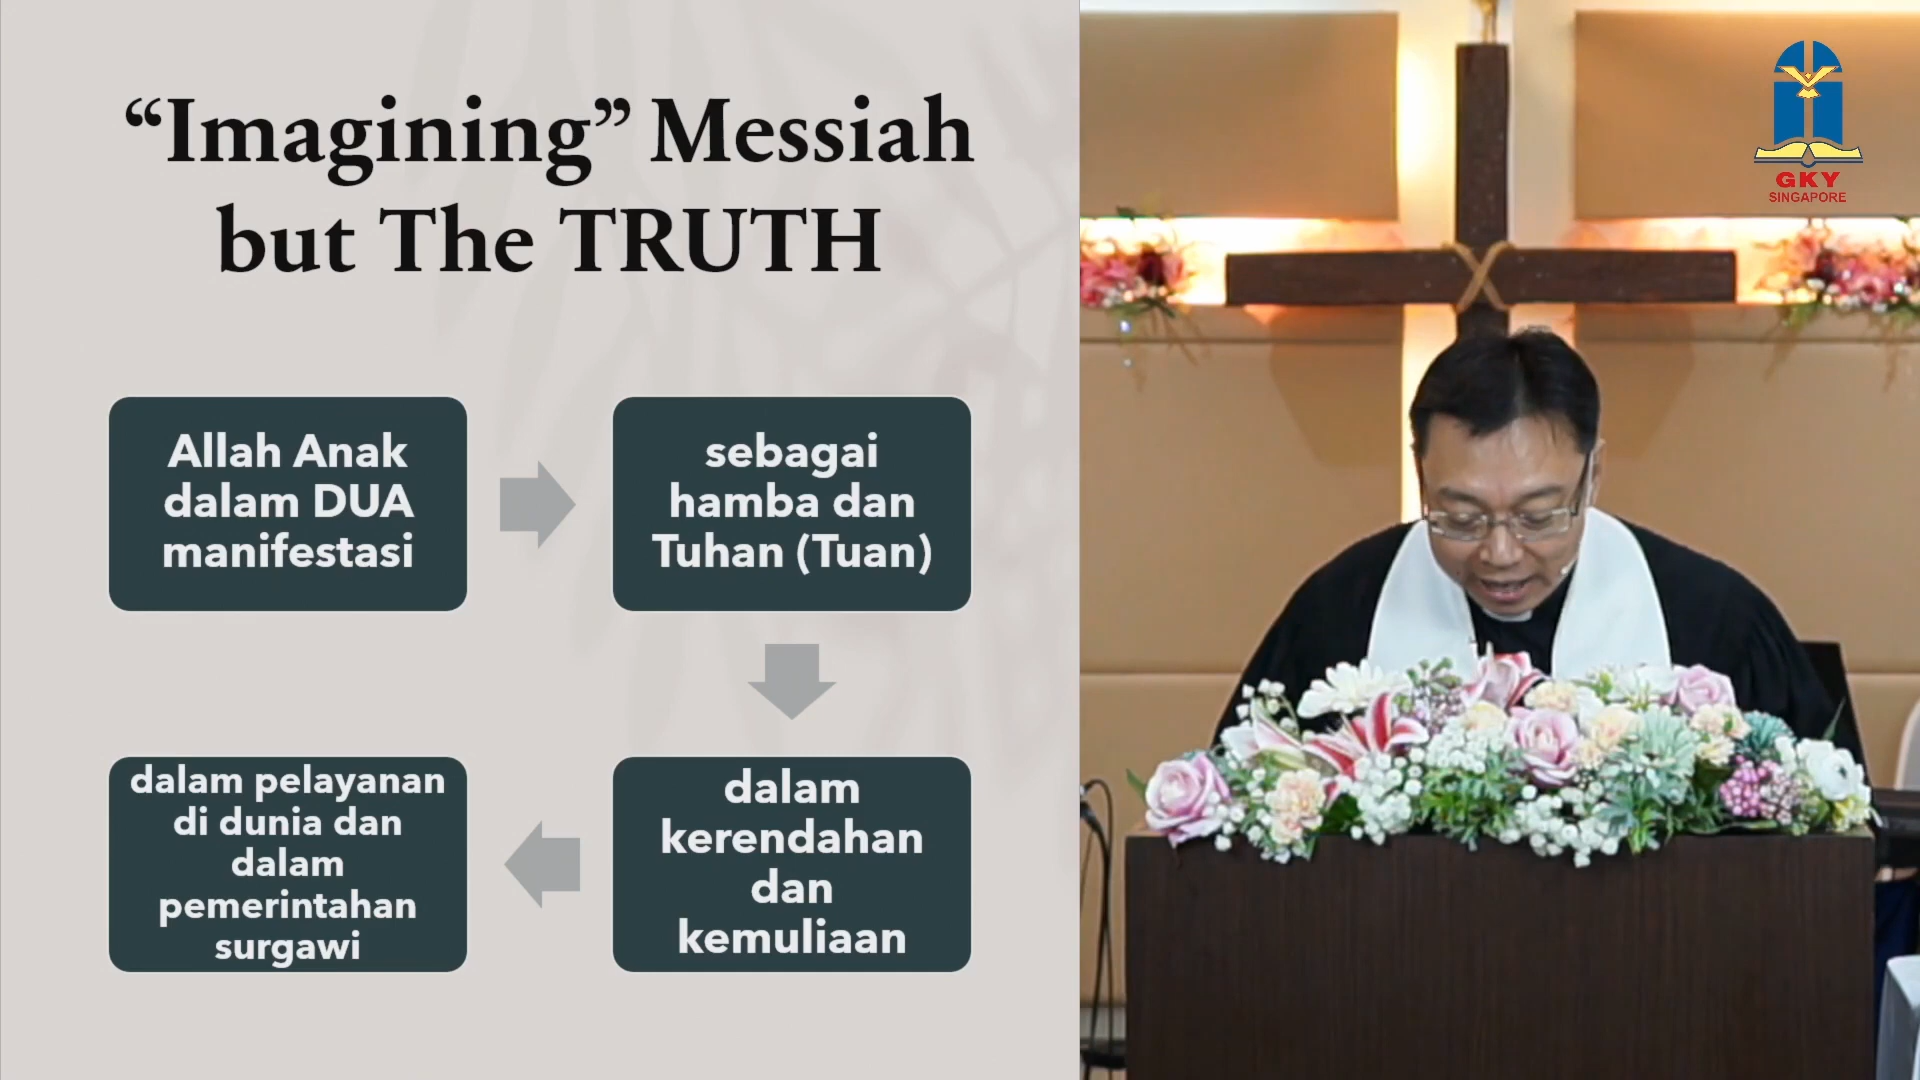 “Imagining” Messiah
but The TRUTH
Allah Anak
dalam DUA
manifestasi
sebagai
hamba dan
Tuhan (Tuan)
dalam
kerendahan
dan
kemuliaan
dalam pelayanan
di dunia dan
dalam
pemerintahan
surgawi
GKY
SINGAPORE